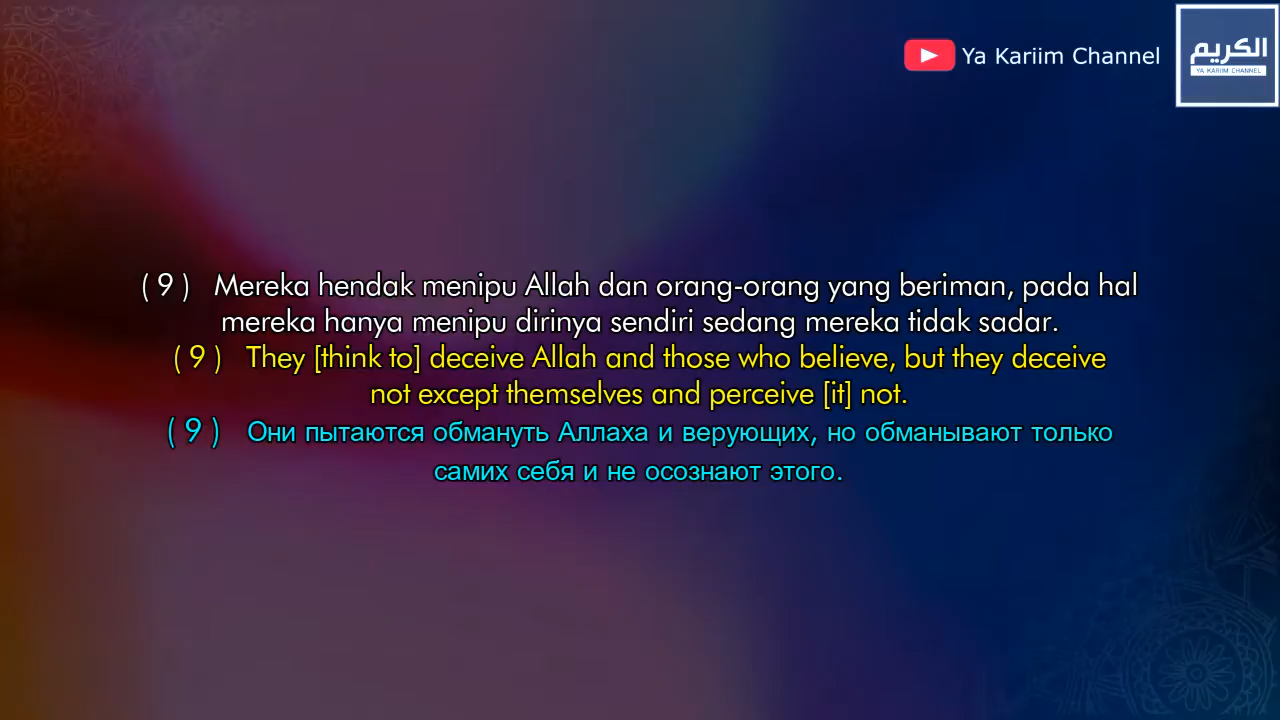 Ya Kariim Channel
الكريم
YA KARIIM CHANNEL
( 9 ) Mereka hendak menipu Allah dan orang-orang yang beriman, pada hal
mereka hanya menipu dirinya sendiri sedang mereka tidak sadar.
( 9 ) They [think to] deceive Allah and those who believe, but they deceive
not except themselves and perceive [it] not.
( 9 ) Они пытаются обмануть Аллаха и верующих, но обманывают только
самих себя и не осознают этого.